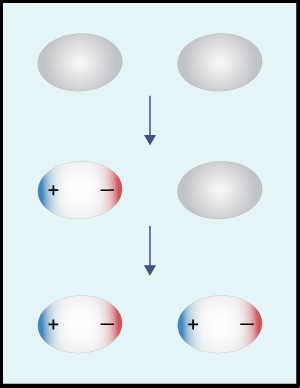 + −
+ − + −